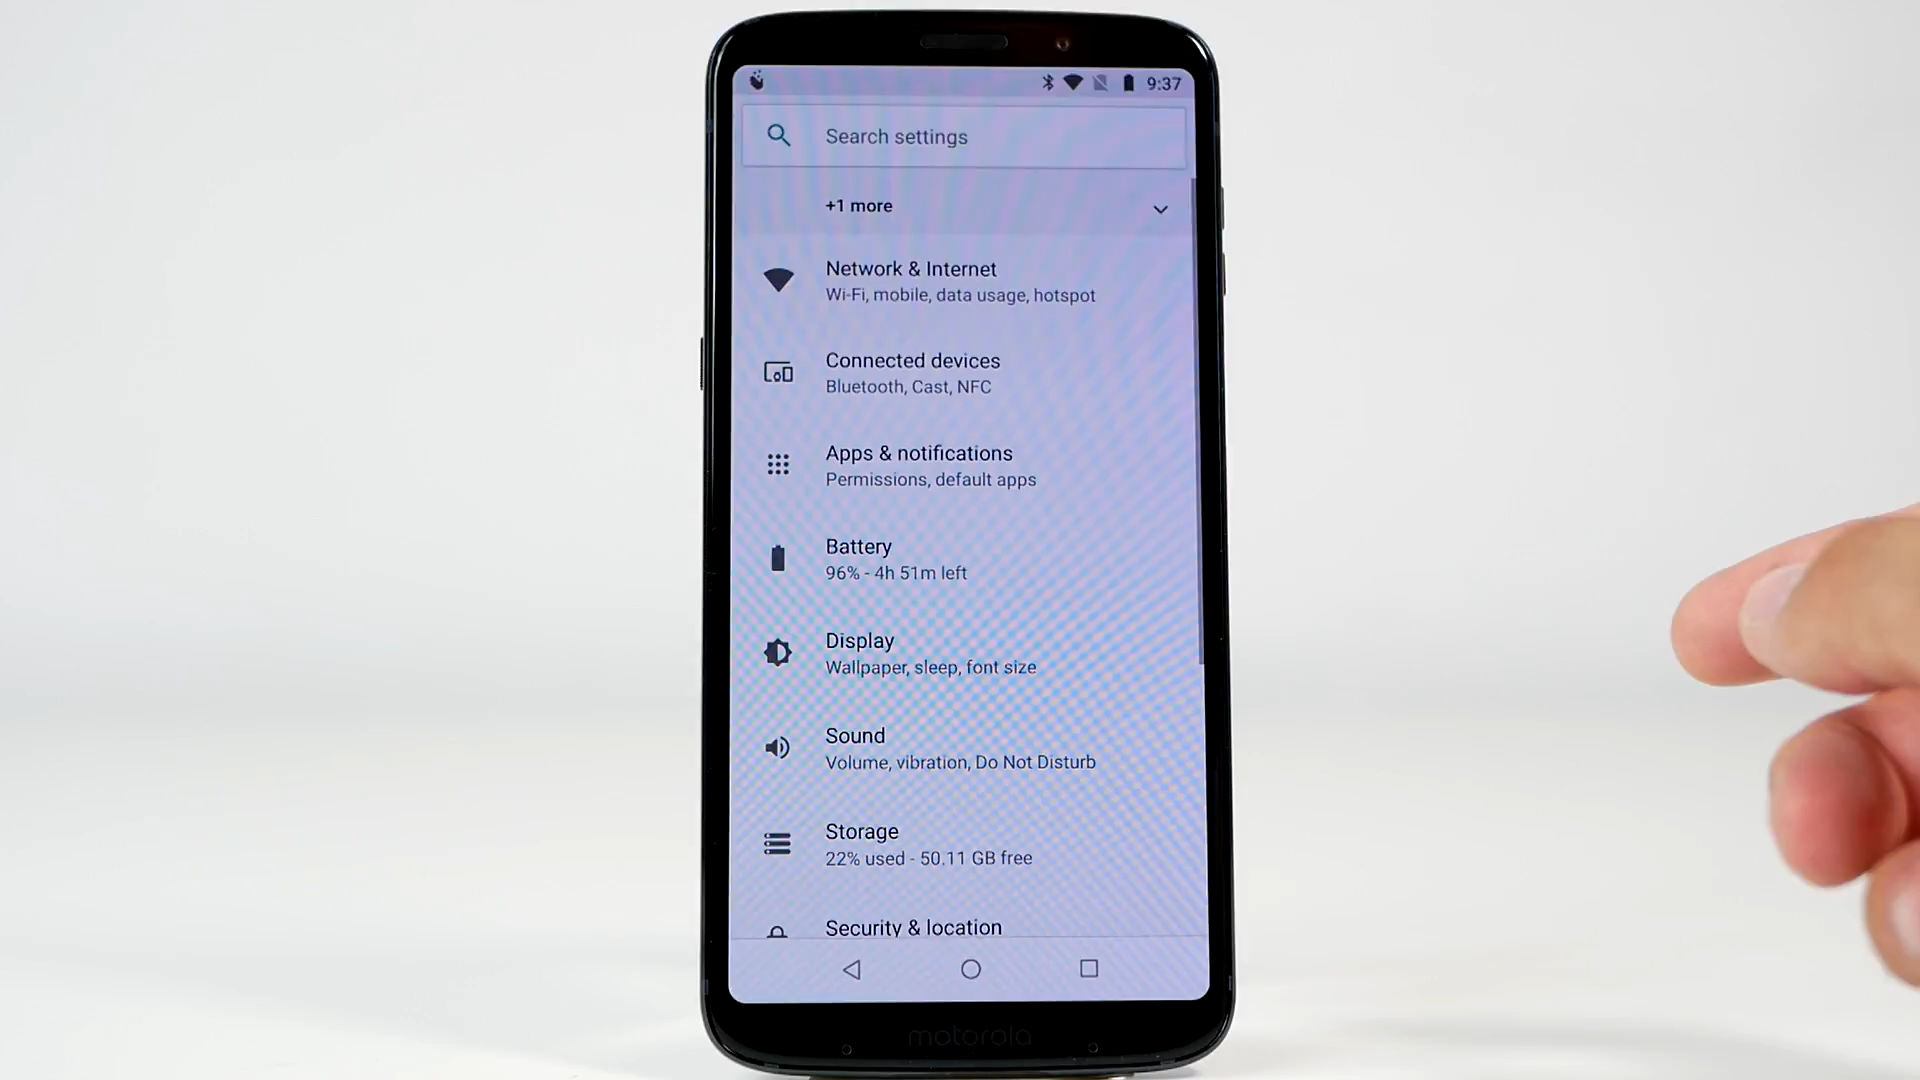 9:37
Search settings
+1 more
Network & Internet
Wi-Fi, mobile, data usage, hotspot
Connected devices
Bluetooth, Cast, NFC
Apps & notifications
Permissions, default apps
Battery
96% - 4h 51m left
Display
Wallpaper, sleep, font size
Sound
Volume, vibration, Do Not Disturb
Storage
22% used - 50.11 GB free
Security & location
motorola